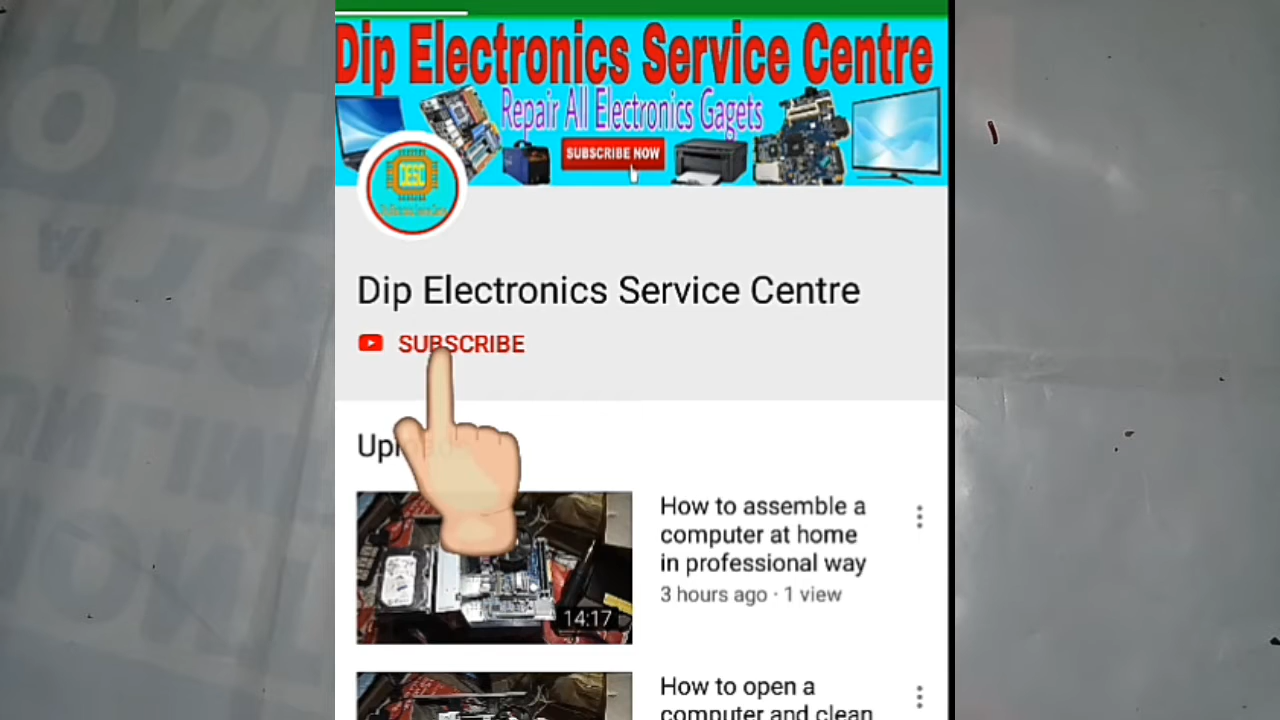 Dip Electronics Service Centre
Repair All Electronics Gagets
SUBSCRIBE NOW
DESC
Dip Electronics Service Centre
SUBSCRIBE
How to assemble a
computer at home
in professional way
3 hours ago · 1 view
14:17
How to open a
computer and clean